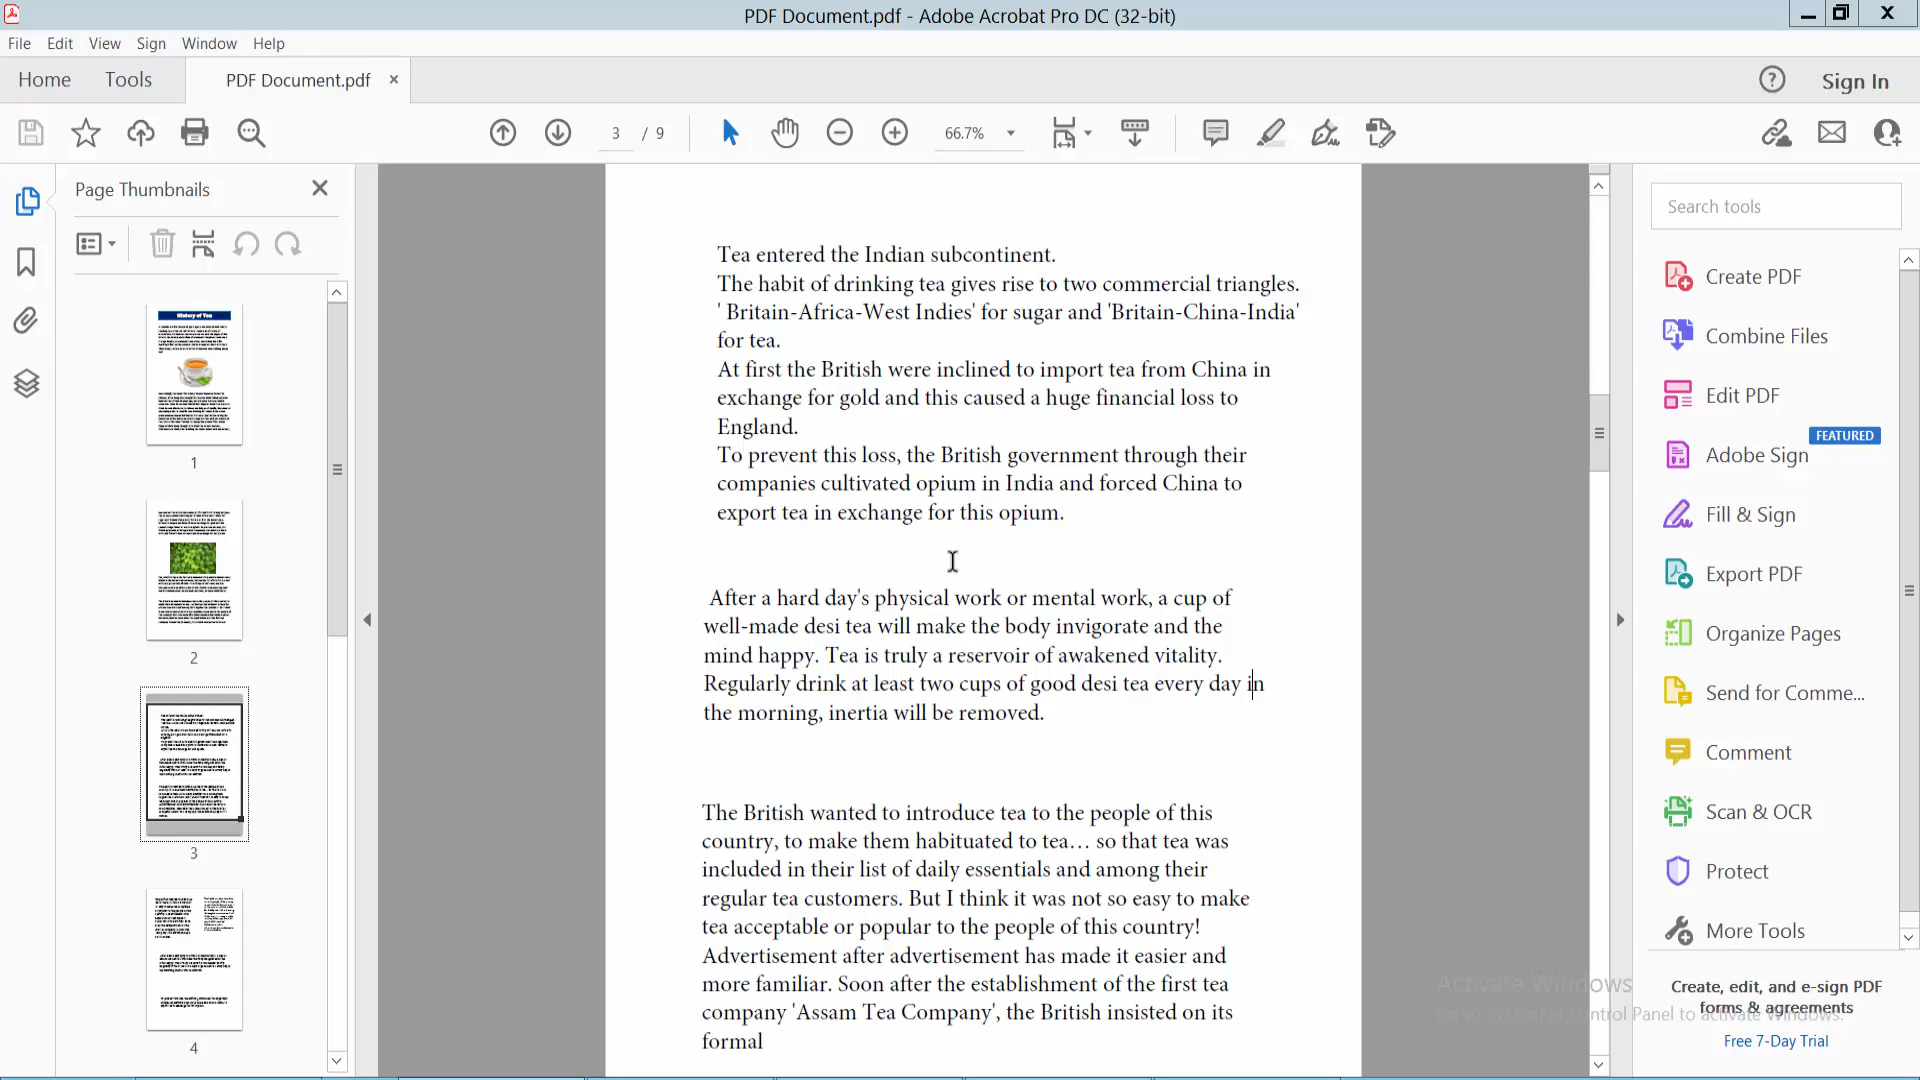 PDF Document.pdf - Adobe Acrobat Pro DC (32-bit)
File Edit View Sign Window Help
Home Tools PDF Document.pdf × Sign In
3 / 9 66.7%
Page Thumbnails
History of Tea
1
2
3
4
Tea entered the Indian subcontinent.
The habit of drinking tea gives rise to two commercial triangles.
' Britain-Africa-West Indies' for sugar and 'Britain-China-India'
for tea.
At first the British were inclined to import tea from China in
exchange for gold and this caused a huge financial loss to
England.
To prevent this loss, the British government through their
companies cultivated opium in India and forced China to
export tea in exchange for this opium.
After a hard day's physical work or mental work, a cup of
well-made desi tea will make the body invigorate and the
mind happy. Tea is truly a reservoir of awakened vitality.
Regularly drink at least two cups of good desi tea every day in
the morning, inertia will be removed.
The British wanted to introduce tea to the people of this
country, to make them habituated to tea… so that tea was
included in their list of daily essentials and among their
regular tea customers. But I think it was not so easy to make
tea acceptable or popular to the people of this country!
Advertisement after advertisement has made it easier and
more familiar. Soon after the establishment of the first tea
company 'Assam Tea Company', the British insisted on its
formal
Search tools
Create PDF
Combine Files
Edit PDF
FEATURED
Adobe Sign
Fill & Sign
Export PDF
Organize Pages
Send for Comme...
Comment
Scan & OCR
Protect
More Tools
Activate Windows
Control Panel to activate Windows.
Create, edit, and e-sign PDF
forms & agreements
Free 7-Day Trial